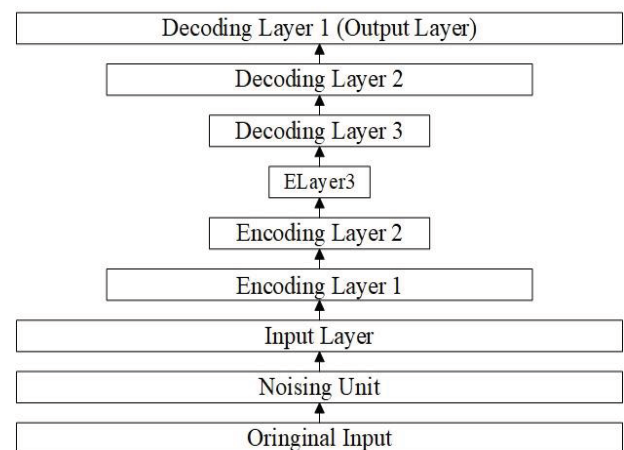 Decoding Layer 1 (Output Layer)
Decoding Layer 2
Decoding Layer 3
ELayer3
Encoding Layer 2
Encoding Layer 1
Input Layer
Noising Unit
Oringinal Input